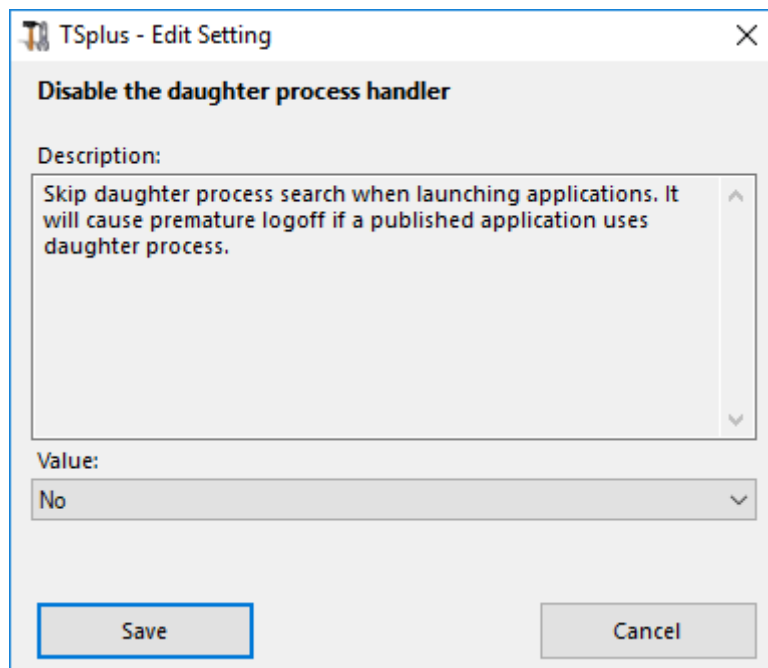 TSplus - Edit Setting
Disable the daughter process handler
Description:
Skip daughter process search when launching applications. It
will cause premature logoff if a published application uses
daughter process.
Value:
No
Save
Cancel